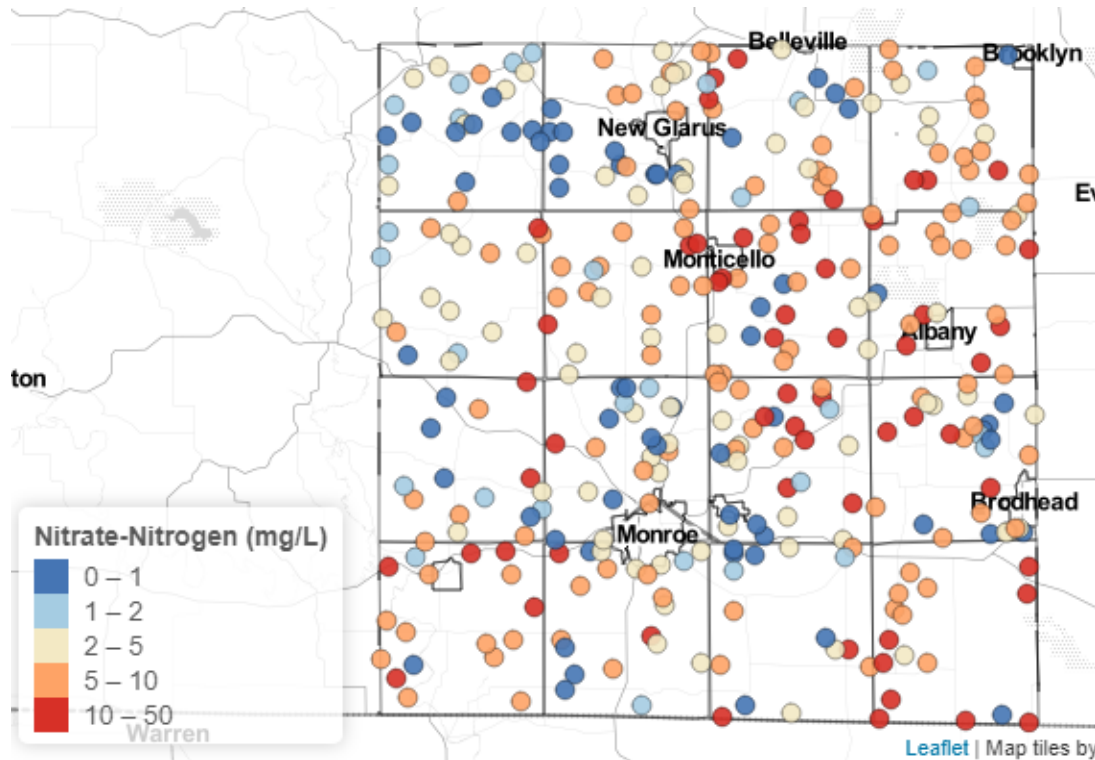 Belleville
Brooklyn
New Glarus
Ev
Monticello
Albany
ton
Brodhead
Monroe
Nitrate-Nitrogen (mg/L)
0 – 1
1 – 2
2 – 5
5 – 10
10 – 50
Warren
Leaflet | Map tiles by